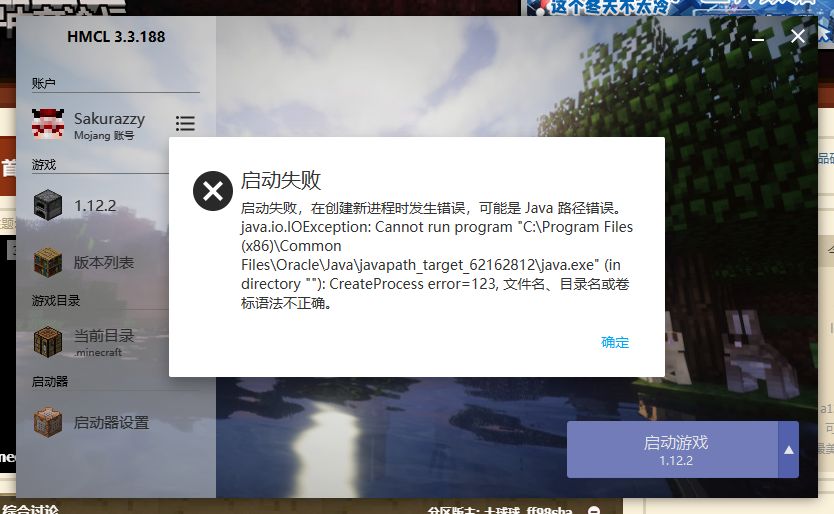 这个冬天不太冷
HMCL 3.3.188
账户
Sakurazzy
Mojang 账号
游戏
1.12.2
版本列表
游戏目录
当前目录
.minecraft
启动器
启动器设置
启动失败
启动失败，在创建新进程时发生错误，可能是 Java 路径错误。
java.io.IOException: Cannot run program "C:\Program Files
(x86)\Common
Files\Oracle\Java\javapath_target_62162812\java.exe" (in
directory ""): CreateProcess error=123, 文件名、目录名或卷
标语法不正确。
确定
启动游戏
1.12.2
综合讨论